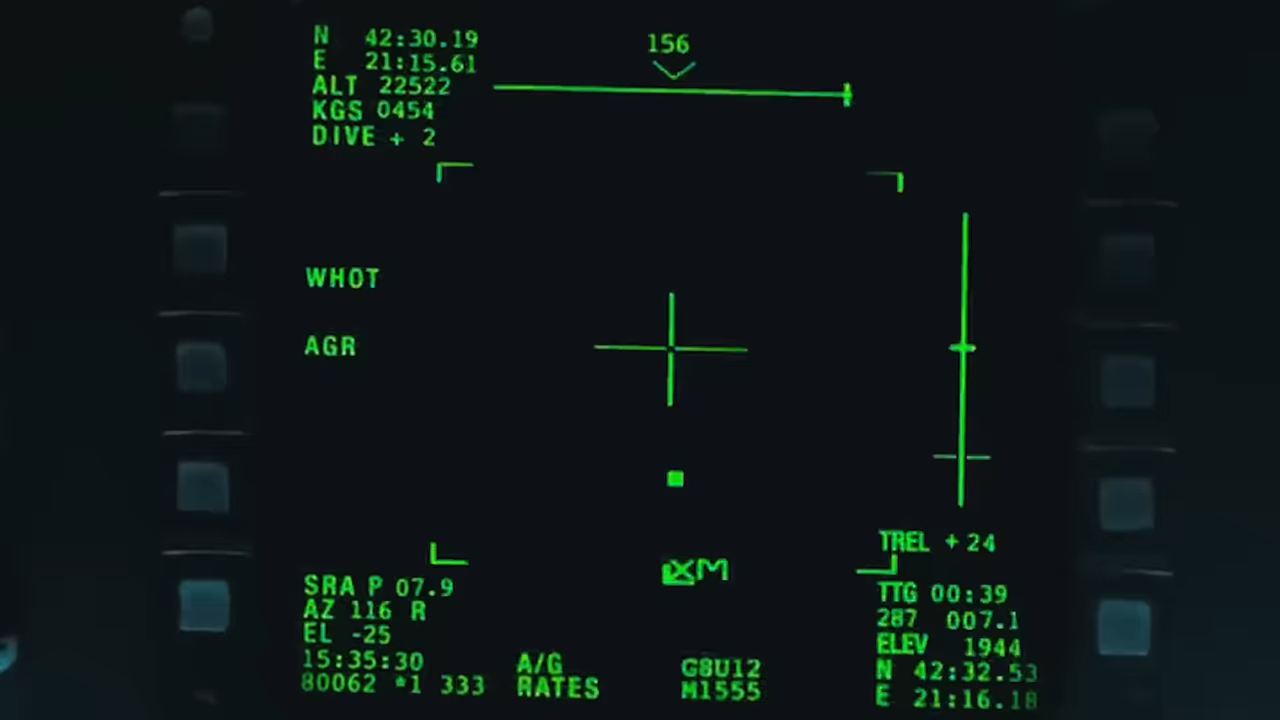 N 42:30.19
E 21:15.61
ALT 22522
KGS 0454
DIVE + 2
156
WHOT
AGR
TREL +24
SRA P 07.9
AZ 116 R
EL -25
15:35:30
80062 *1 333
A/G
RATES
G8U12
M1555
TTG 00:39
287 007.1
ELEV 1944
N 42:32.53
E 21:16.18